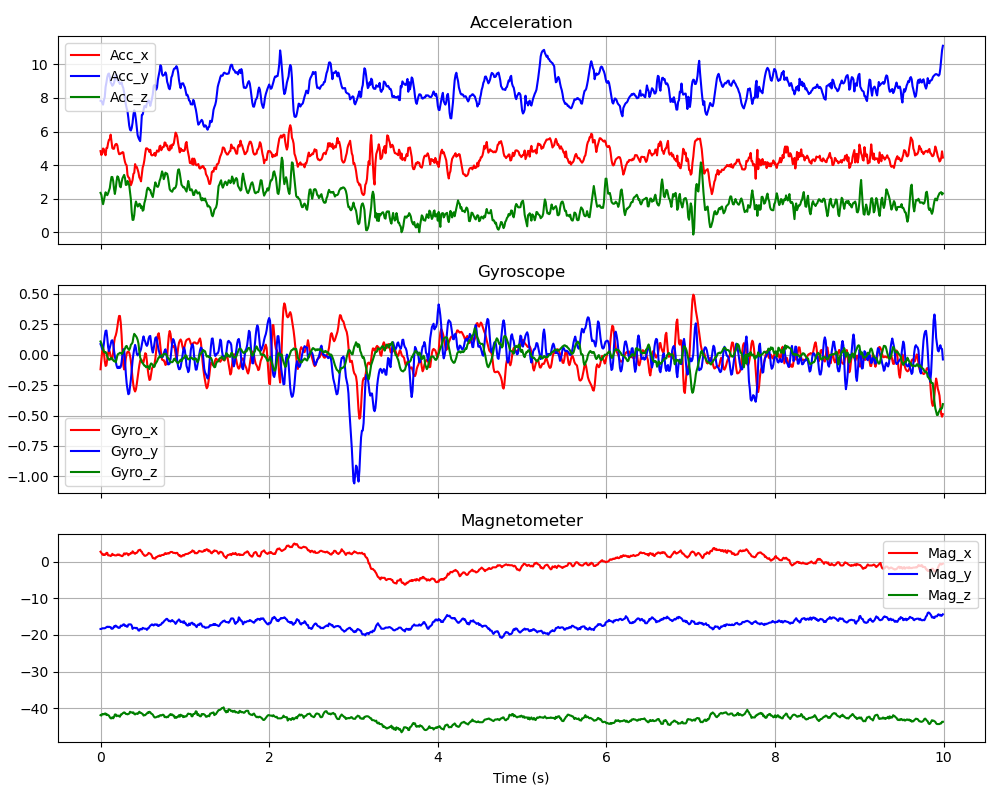 Acceleration
Acc_x
Acc_y
Acc_z
10
8
6
4
2
0
Gyroscope
0.50
0.25
0.00
−0.25
−0.50
−0.75
−1.00
Gyro_x
Gyro_y
Gyro_z
Magnetometer
Mag_x
Mag_y
Mag_z
0
−10
−20
−30
−40
0 2 4 6 8 10
Time (s)